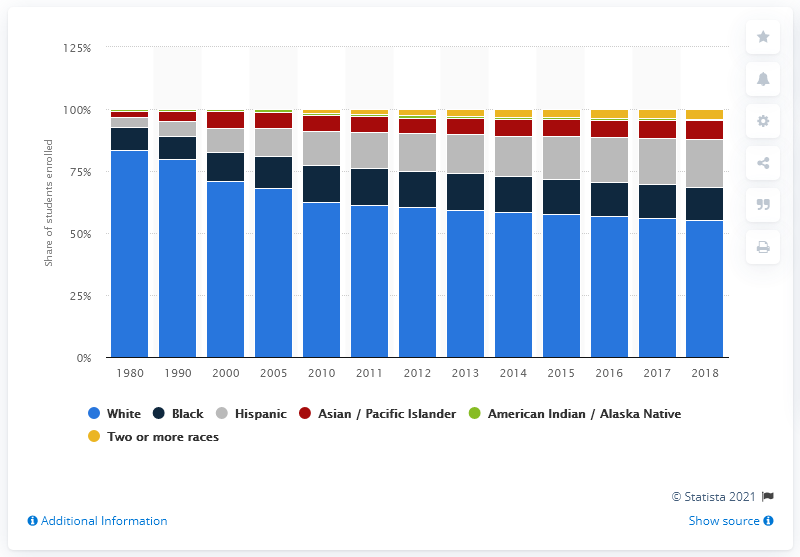 125%
100%
75%
50%
25%
0%
Share of students enrolled
1980 1990 2000 2005 2010 2011 2012 2013 2014 2015 2016 2017 2018
White Black Hispanic Asian / Pacific Islander American Indian / Alaska Native
Two or more races
© Statista 2021
Additional Information Show source